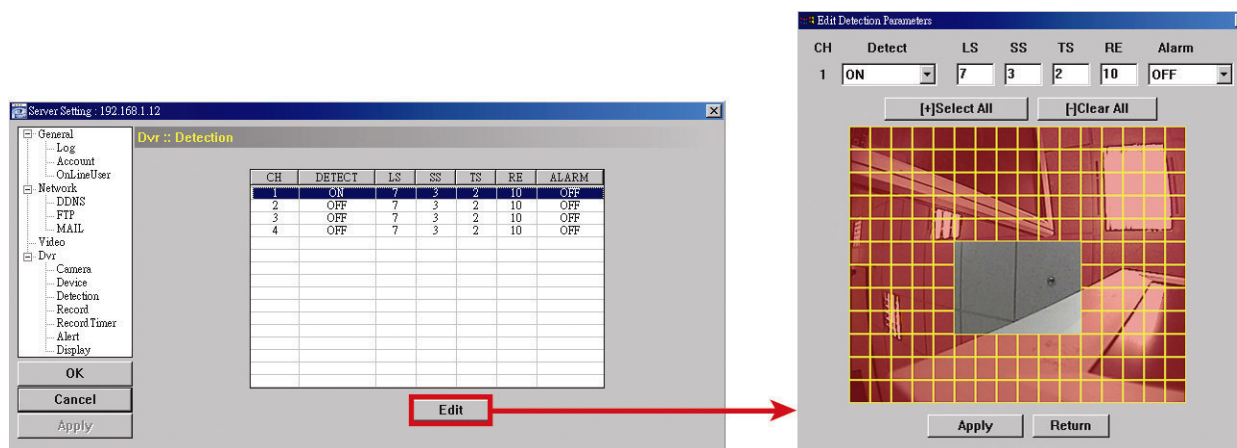 Server Setting : 192.168.1.12
General
Log
Account
OnLineUser
Network
DDNS
FTP
MAIL
Video
Dvr
Camera
Device
Detection
Record
Record Timer
Alert
Display
OK
Cancel
Apply
Dvr :: Detection
CH DETECT LS SS TS RE ALARM
1 ON 7 3 2 10 OFF
2 OFF 7 3 2 10 OFF
3 OFF 7 3 2 10 OFF
4 OFF 7 3 2 10 OFF
Edit
Edit Detection Parameters
CH Detect LS SS TS RE Alarm
1 ON 7 3 2 10 OFF
[+]Select All [-]Clear All
Apply Return